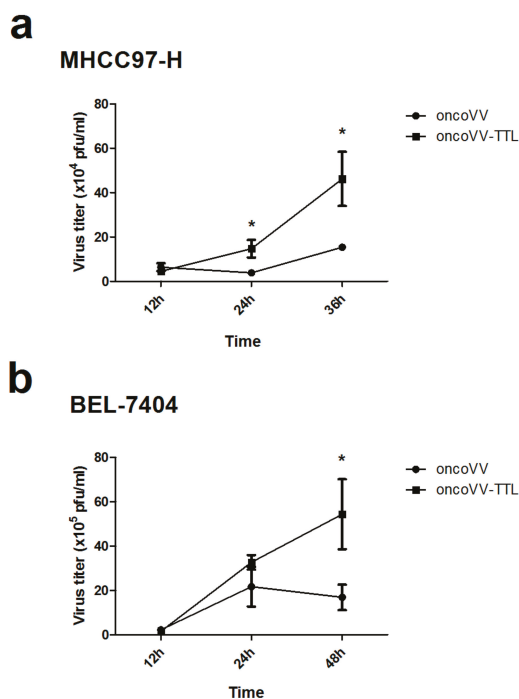 a
MHCC97-H
Virus titer (x10⁴ pfu/ml)
80
60
40
20
0
*
*
12h
24h
36h
Time
oncoVV
oncoVV-TTL
b
BEL-7404
Virus titer (x10⁵ pfu/ml)
80
60
40
20
0
*
12h
24h
48h
Time
oncoVV
oncoVV-TTL